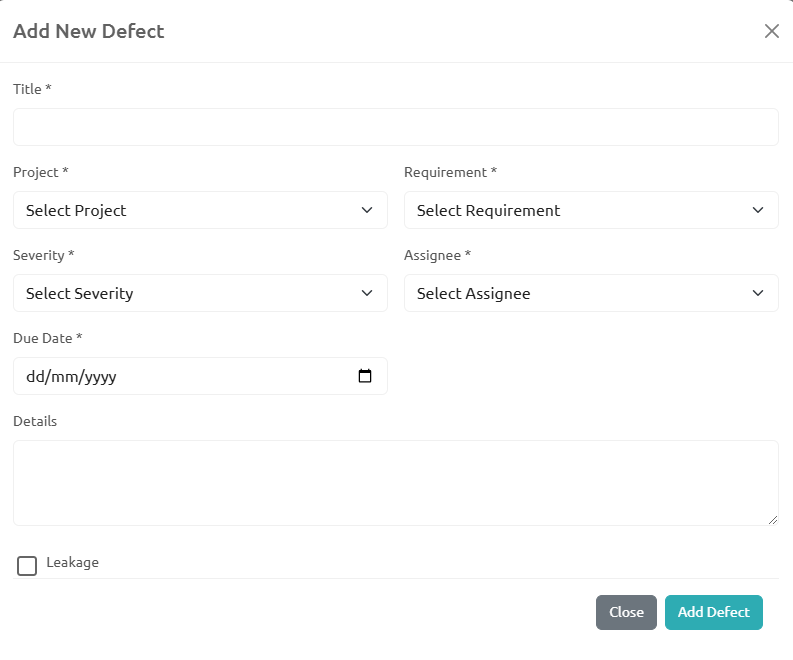 Add New Defect
Title *
Project *
Requirement *
Select Project
Select Requirement
Severity *
Assignee *
Select Severity
Select Assignee
Due Date *
dd/mm/yyyy
Details
Leakage
Close
Add Defect